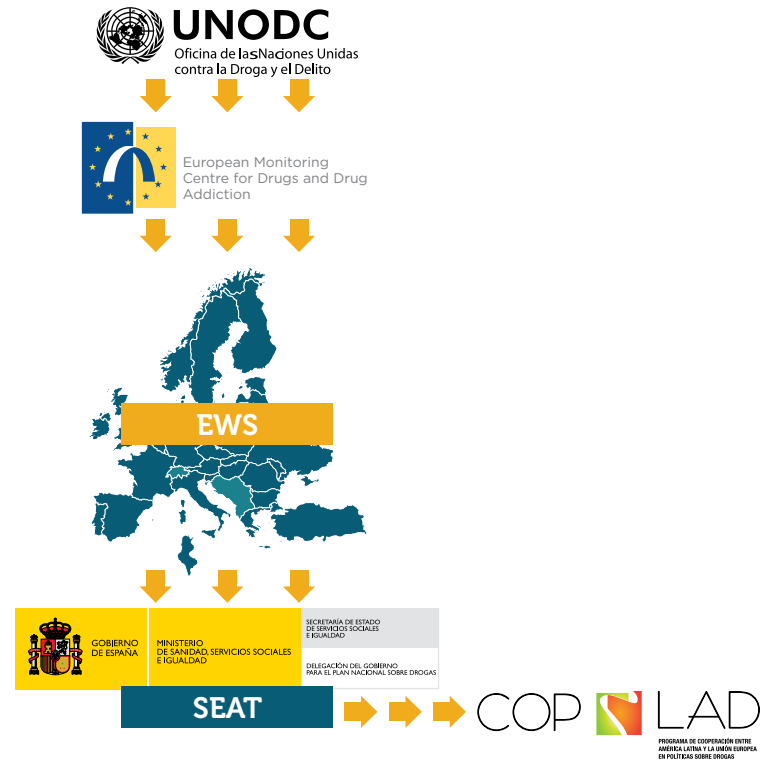 UNODC
Oficina de lasNaciones Unidas
contra la Droga y el Delito
European Monitoring
Centre for Drugs and Drug
Addiction
EWS
GOBIERNO
DE ESPAÑA
MINISTERIO
DE SANIDAD, SERVICIOS SOCIALES
E IGUALDAD
SECRETARÍA DE ESTADO
DE SERVICIOS SOCIALES
E IGUALDAD
DELEGACIÓN DEL GOBIERNO
PARA EL PLAN NACIONAL SOBRE DROGAS
SEAT
COP LAD
PROGRAMA DE COOPERACIÓN ENTRE
AMÉRICA LATINA Y LA UNIÓN EUROPEA
EN POLÍTICAS SOBRE DROGAS